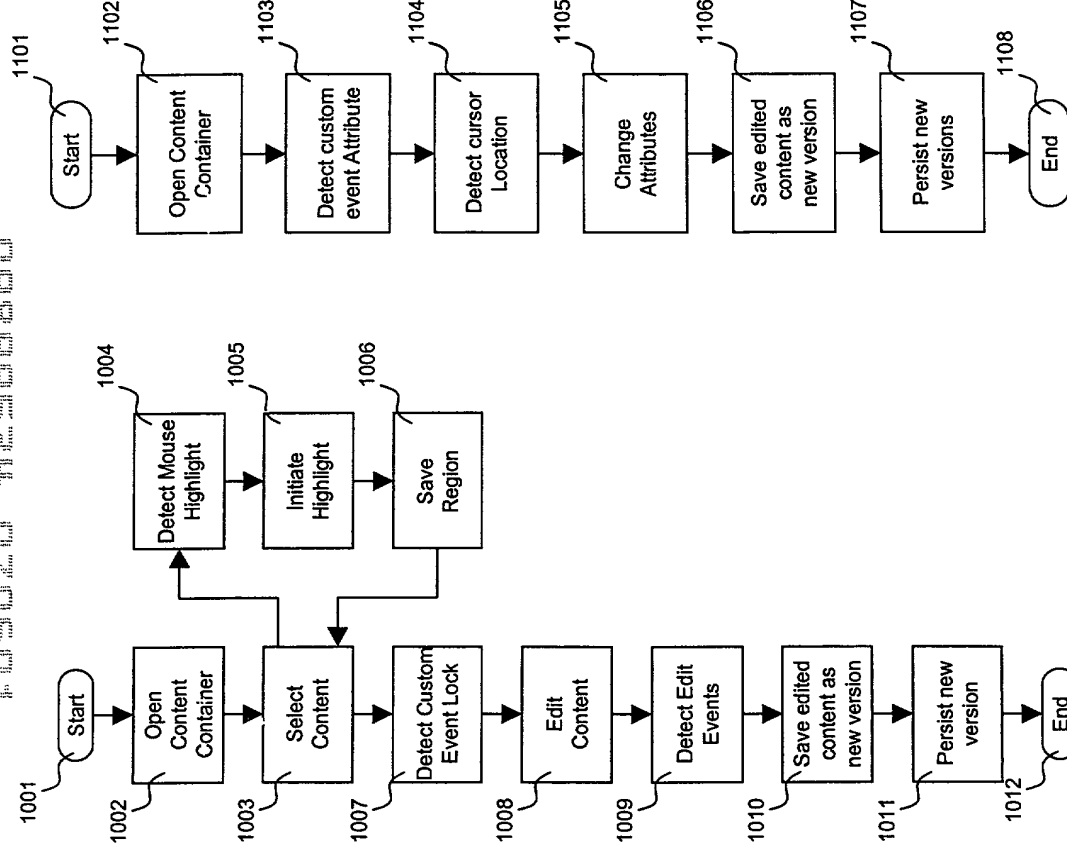 1001
Start
1002
Open
Content
Container
1003
Select
Content
1004
Detect Mouse
Highlight
1005
Initiate
Highlight
1006
Save
Region
1007
Detect Custom
Event Lock
1008
Edit
Content
1009
Detect Edit
Events
1010
Save edited
content as
new version
1011
Persist new
version
1012
End
1101
Start
1102
Open Content
Container
1103
Detect custom
event Attribute
1104
Detect cursor
Location
1105
Change
Attributes
1106
Save edited
content as
new version
1107
Persist new
versions
1108
End